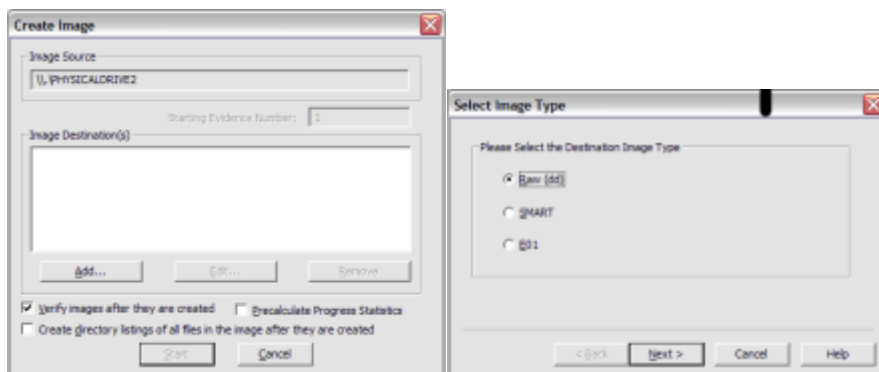 Create Image
Image Source
\\.\PHYSICALDRIVE2
Starting Evidence Number: 1
Image Destination(s)
Add... Edit... Remove
Verify images after they are created Precalculate Progress Statistics
Create directory listings of all files in the image after they are created
Start Cancel
Select Image Type
Please Select the Destination Image Type
Raw (dd)
SMART
E01
< Back Next > Cancel Help